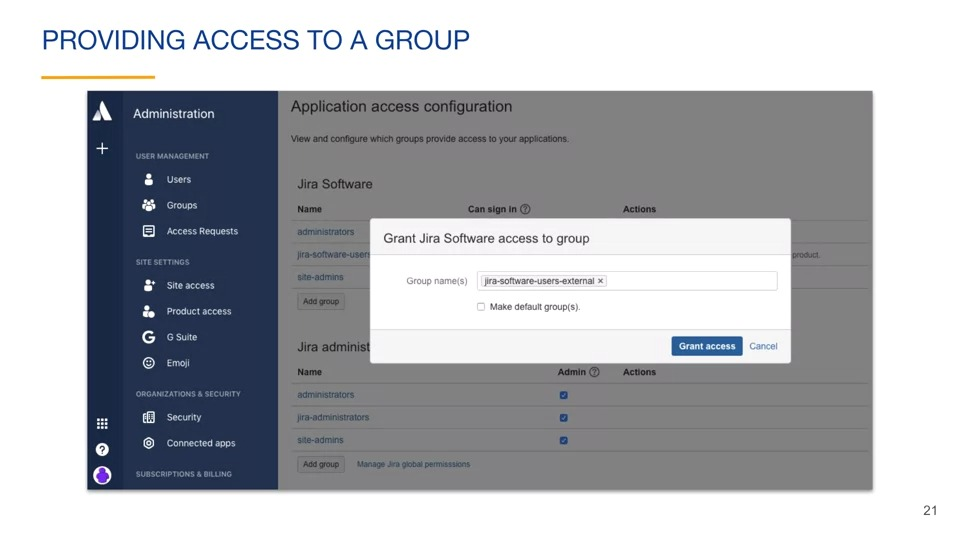 PROVIDING ACCESS TO A GROUP
Administration
USER MANAGEMENT
Users
Groups
Access Requests
SITE SETTINGS
Site access
Product access
G Suite
Emoji
ORGANIZATIONS & SECURITY
Security
Connected apps
SUBSCRIPTIONS & BILLING
Application access configuration
View and configure which groups provide access to your applications.
Jira Software
Name Can sign in ? Actions
administrators
jira-software-users product.
site-admins
Add group
Grant Jira Software access to group
Group name(s) jira-software-users-external ×
Make default group(s).
Grant access Cancel
Jira administ
Name Admin ? Actions
administrators
jira-administrators
site-admins
Add group Manage Jira global permissions
21